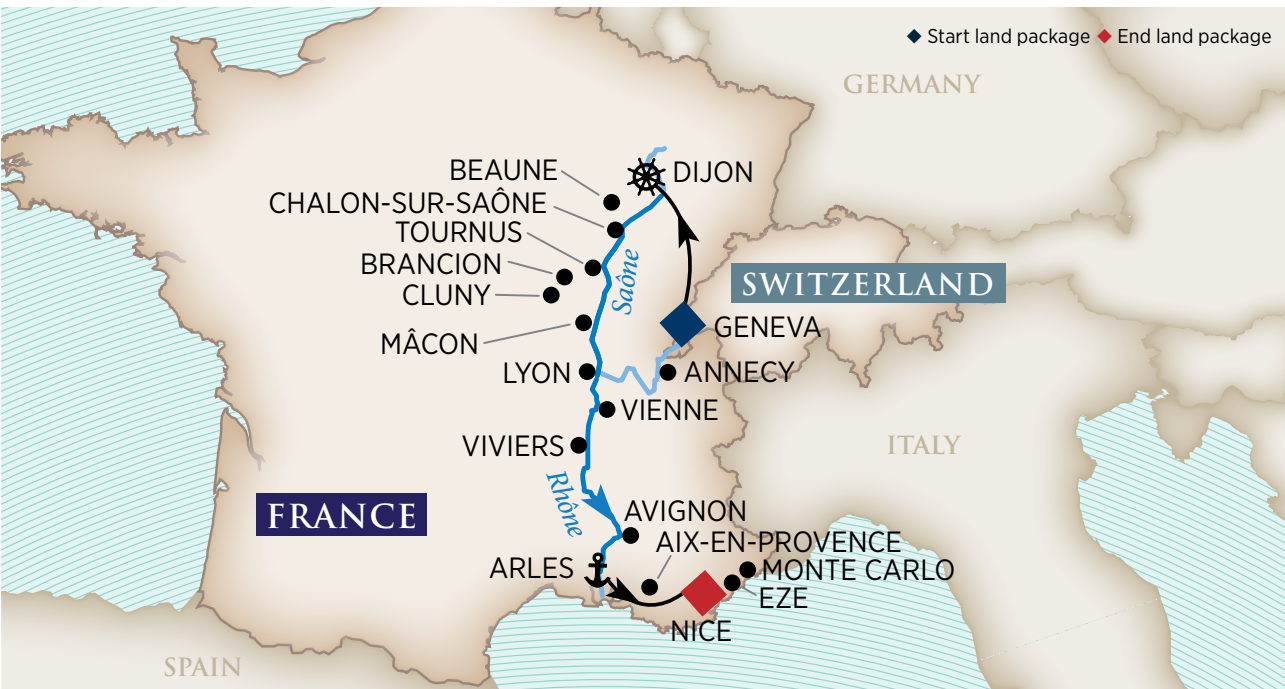 Start land package
End land package
GERMANY
BEAUNE
DIJON
CHALON-SUR-SAÔNE
TOURNUS
BRANCION
CLUNY
Saône
SWITZERLAND
MÂCON
GENEVA
LYON
ANNECY
VIENNE
VIVIERS
ITALY
Rhône
FRANCE
AVIGNON
AIX-EN-PROVENCE
ARLES
MONTE CARLO
EZE
NICE
SPAIN